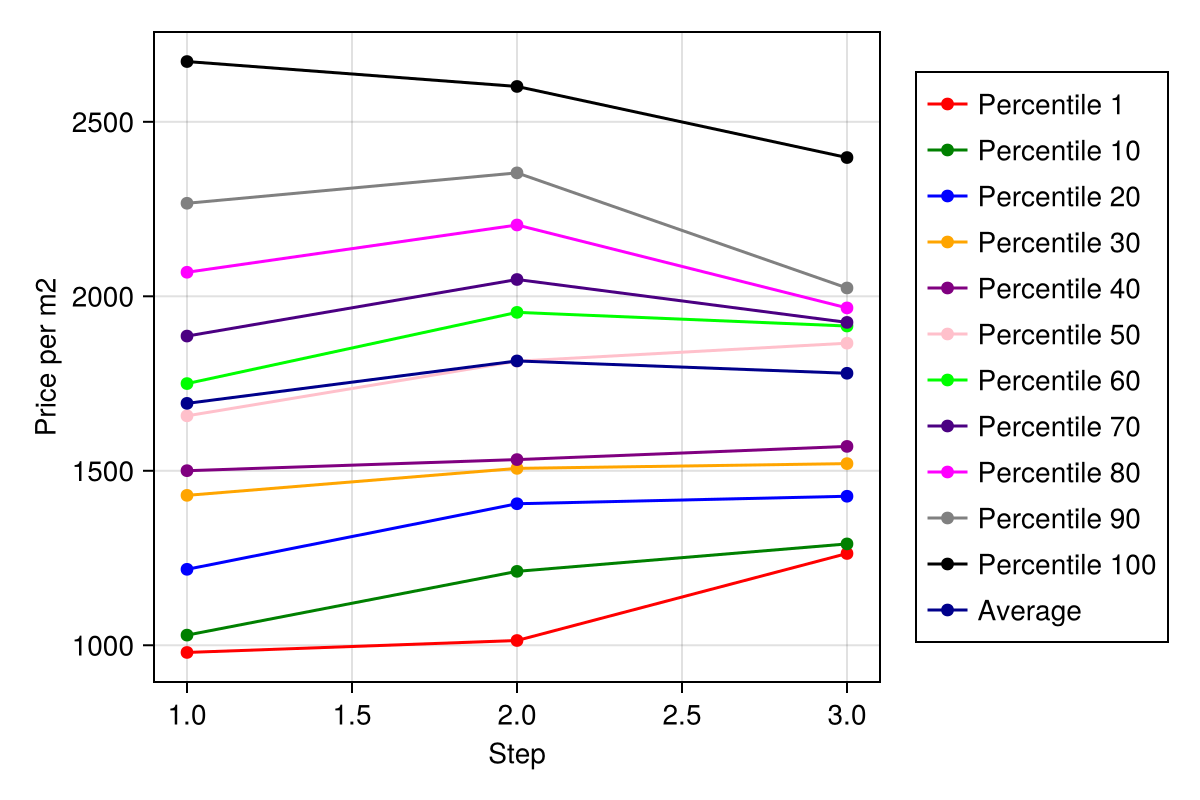 2500
2000
1500
1000
Price per m2
1.0
1.5
2.0
2.5
3.0
Step
Percentile 1
Percentile 10
Percentile 20
Percentile 30
Percentile 40
Percentile 50
Percentile 60
Percentile 70
Percentile 80
Percentile 90
Percentile 100
Average